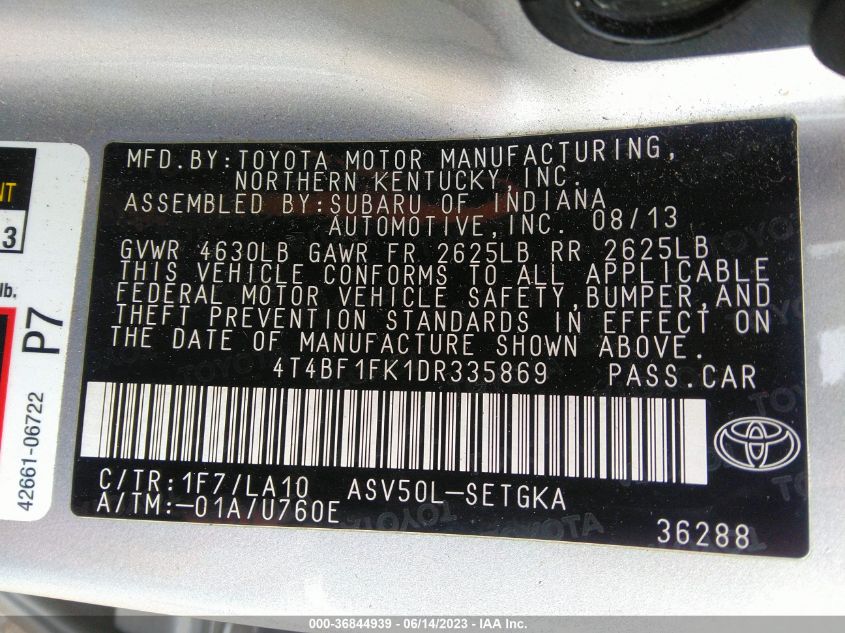 MFD.BY:TOYOTA MOTOR MANUFACTURING,
NORTHERN KENTUCKY,INC.
ASSEMBLED BY:SUBARU OF INDIANA
AUTOMOTIVE,INC. 08/13
GVWR 4630LB GAWR FR 2625LB RR 2625LB
THIS VEHICLE CONFORMS TO ALL APPLICABLE
FEDERAL MOTOR VEHICLE SAFETY,BUMPER,AND
THEFT PREVENTION STANDARDS IN EFFECT ON
THE DATE OF MANUFACTURE SHOWN ABOVE.
4T4BF1FK1DR335869 PASS.CAR
C/TR:1F7/LA10 ASV50L-SETGKA
A/TM:-01A/U760E
36288
NT
3
lb.
P7
42661-06722
000-36844939 - 06/14/2023 - IAA Inc.